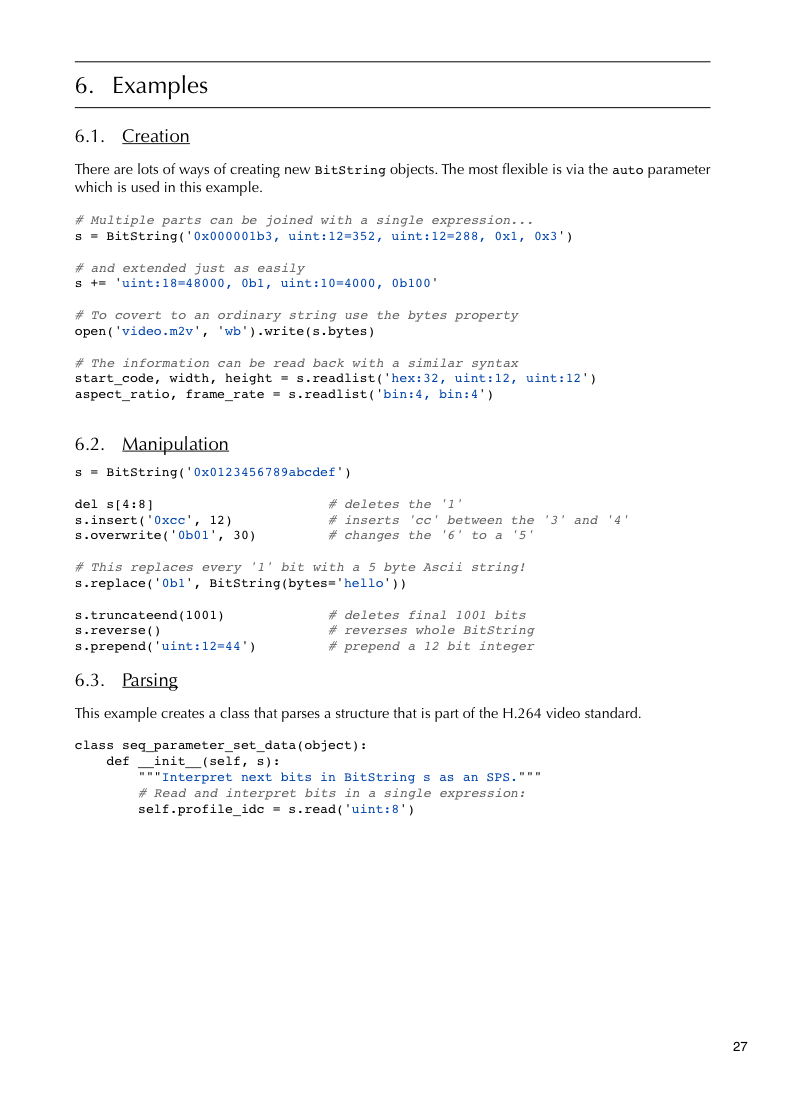 6. Examples
6.1. Creation
There are lots of ways of creating new BitString objects. The most flexible is via the auto parameter
which is used in this example.
# Multiple parts can be joined with a single expression...
s = BitString('0x000001b3, uint:12=352, uint:12=288, 0x1, 0x3')
# and extended just as easily
s += 'uint:18=48000, 0b1, uint:10=4000, 0b100'
# To covert to an ordinary string use the bytes property
open('video.m2v', 'wb').write(s.bytes)
# The information can be read back with a similar syntax
start_code, width, height = s.readlist('hex:32, uint:12, uint:12')
aspect_ratio, frame_rate = s.readlist('bin:4, bin:4')
6.2. Manipulation
s = BitString('0x0123456789abcdef')
del s[4:8] # deletes the '1'
s.insert('0xcc', 12) # inserts 'cc' between the '3' and '4'
s.overwrite('0b01', 30) # changes the '6' to a '5'
# This replaces every '1' bit with a 5 byte Ascii string!
s.replace('0b1', BitString(bytes='hello'))
s.truncateend(1001) # deletes final 1001 bits
s.reverse() # reverses whole BitString
s.prepend('uint:12=44') # prepend a 12 bit integer
6.3. Parsing
This example creates a class that parses a structure that is part of the H.264 video standard.
class seq_parameter_set_data(object):
    def __init__(self, s):
        """Interpret next bits in BitString s as an SPS."""
        # Read and interpret bits in a single expression:
        self.profile_idc = s.read('uint:8')
27